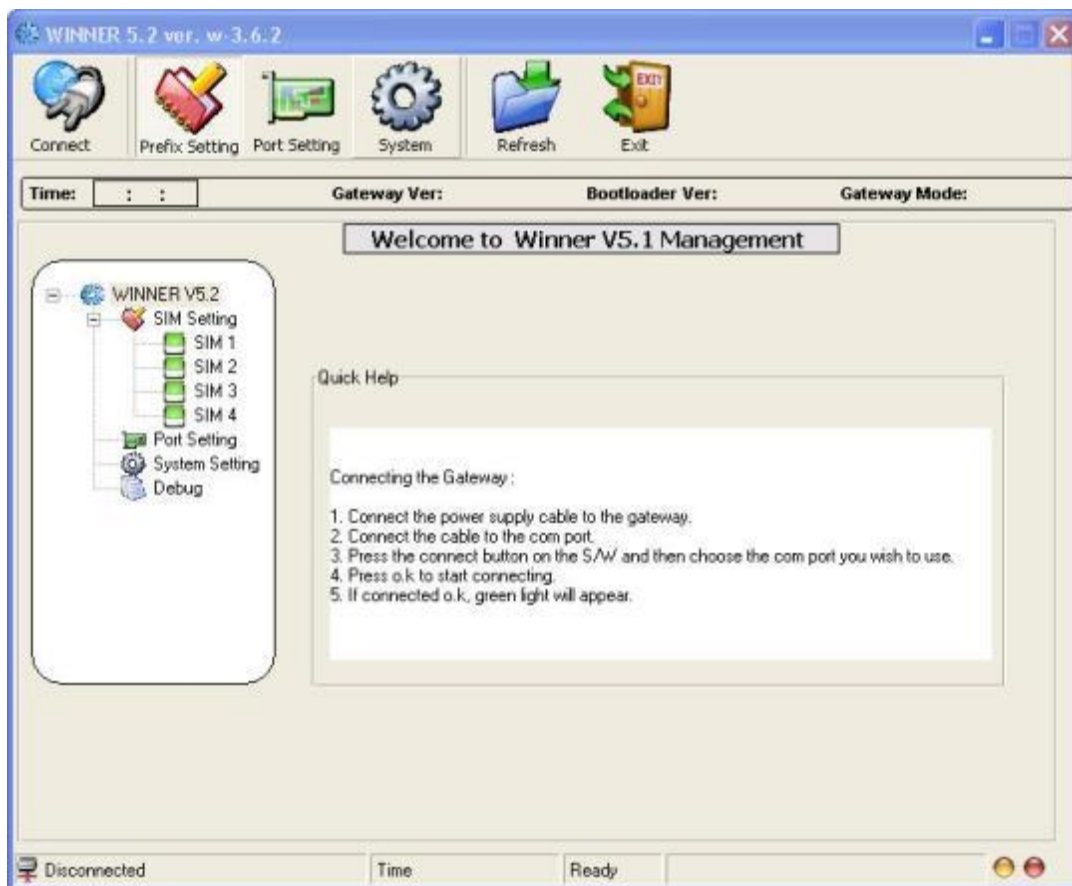 WINNER 5.2 ver. w-3.6.2
Connect Prefix Setting Port Setting System Refresh Exit
EXIT
Time: : : Gateway Ver: Bootloader Ver: Gateway Mode:
Welcome to Winner V5.1 Management
WINNER V5.2
SIM Setting
SIM 1
SIM 2
SIM 3
SIM 4
Port Setting
System Setting
Debug
Quick Help
Connecting the Gateway :
1. Connect the power supply cable to the gateway.
2. Connect the cable to the com port.
3. Press the connect button on the S/W and then choose the com port you wish to use.
4. Press o.k to start connecting.
5. If connected o.k, green light will appear.
Disconnected Time Ready